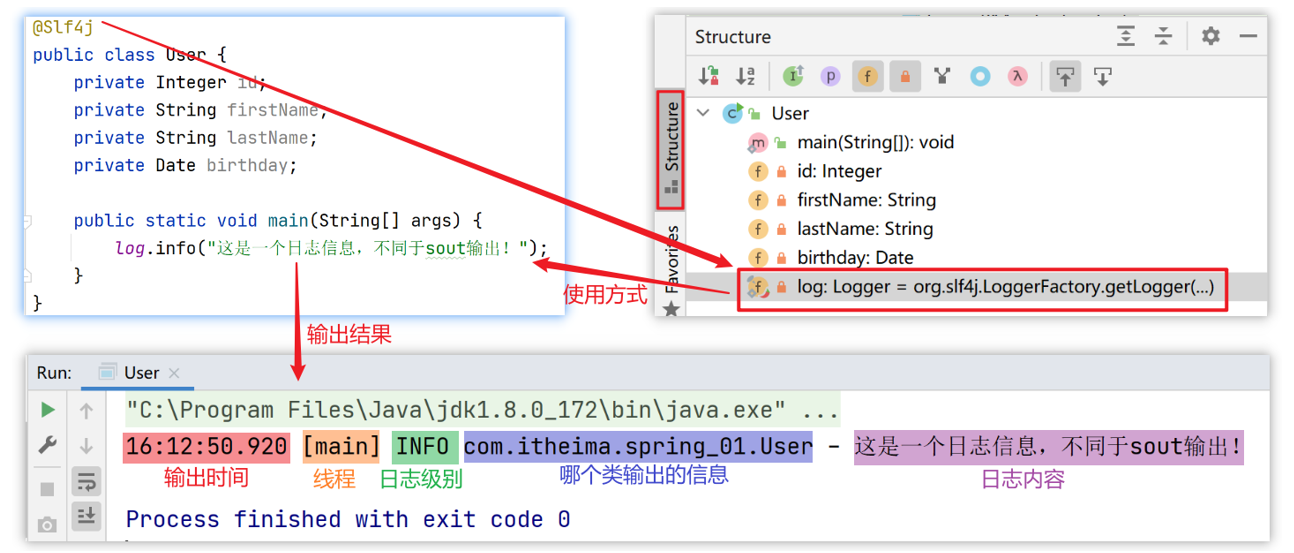 @Slf4j
public class User {
private Integer id;
private String firstName;
private String lastName;
private Date birthday;
public static void main(String[] args) {
log.info("这是一个日志信息，不同于sout输出！");
}
}
使用方式
输出结果
Structure
Structure
Favorites
User
main(String[]): void
id: Integer
firstName: String
lastName: String
birthday: Date
log: Logger = org.slf4j.LoggerFactory.getLogger(...)
Run: User
"C:\Program Files\Java\jdk1.8.0_172\bin\java.exe" ...
16:12:50.920 [main] INFO com.itheima.spring_01.User - 这是一个日志信息，不同于sout输出！
输出时间 线程 日志级别 哪个类输出的信息 日志内容
Process finished with exit code 0